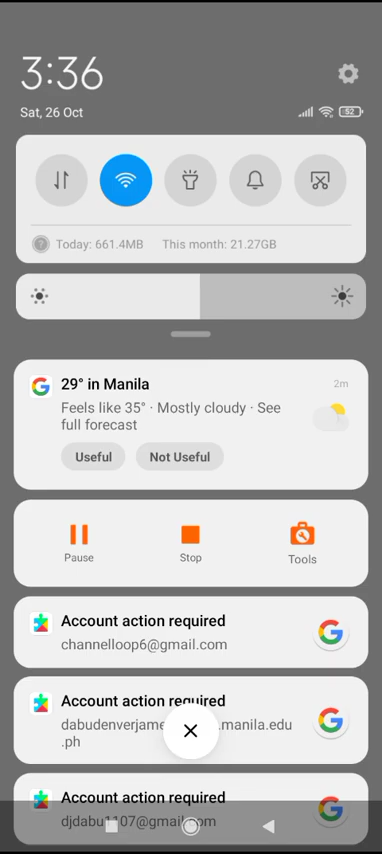 3:36
Sat, 26 Oct
52
Today: 661.4MB This month: 21.27GB
29° in Manila
2m
Feels like 35° · Mostly cloudy · See
full forecast
Useful
Not Useful
Pause
Stop
Tools
Account action required
channelloop6@gmail.com
Account action required
dabudenverjame .manila.edu
.ph
Account action required
djdabu1107@gmail.com